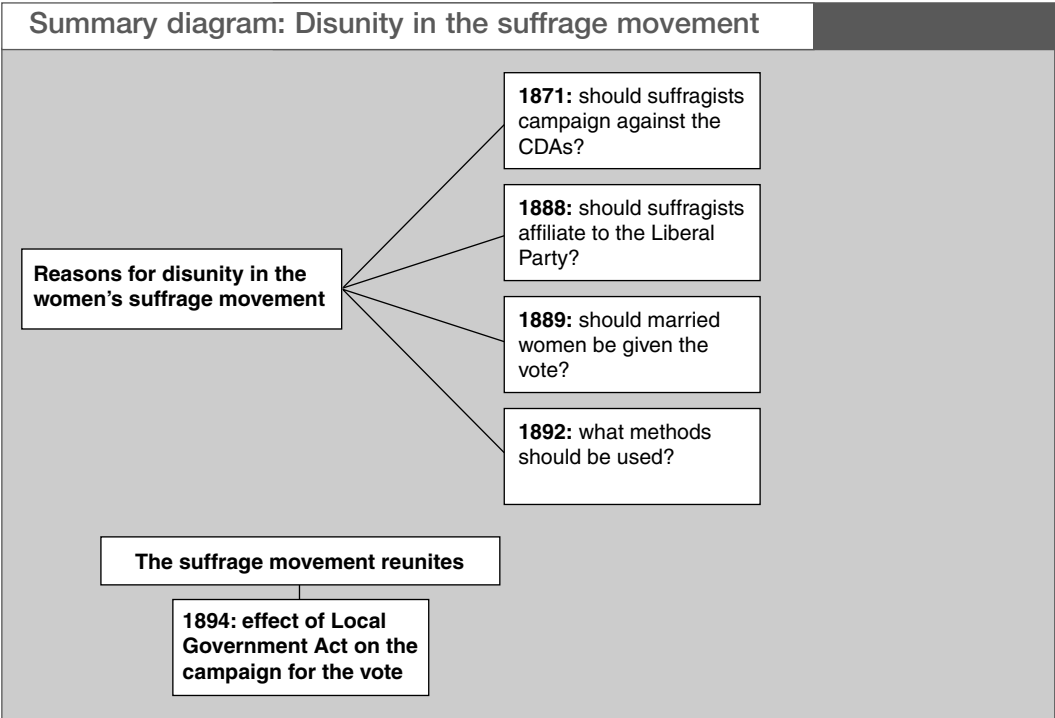 Summary diagram: Disunity in the suffrage movement
1871: should suffragists
campaign against the
CDAs?
1888: should suffragists
affiliate to the Liberal
Party?
Reasons for disunity in the
women’s suffrage movement
1889: should married
women be given the
vote?
1892: what methods
should be used?
The suffrage movement reunites
1894: effect of Local
Government Act on the
campaign for the vote